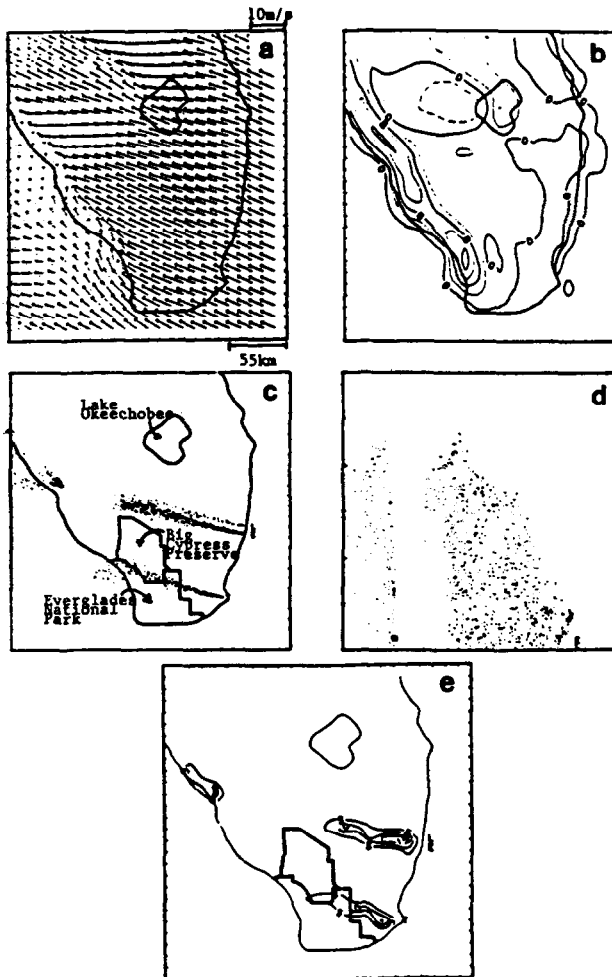 10m/s
a
b
55km
c
Lake
Okeechobee
Big
Cypress
Preserve
Everglades
National
Park
d
e